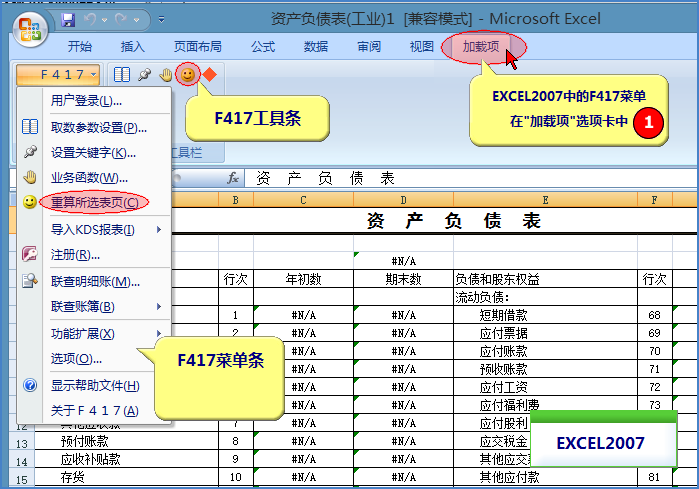 资产负债表(工业)1 [兼容模式] - Microsoft Excel
开始 插入 页面布局 公式 数据 审阅 视图 加载项
F417
EXCEL2007中的F417菜单
在"加载项"选项卡中 1
F417工具条
具栏
用户登录(L)...
取数参数设置(P)...
设置关键字(K)...
业务函数(W)...
重算所选表页(C)
导入KDS报表(I)
注册(R)...
联查明细账(M)...
联查账簿(B)
功能扩展(X)
选项(O)...
显示帮助文件(H)
关于F417(A)
F417菜单条
fx 资 产 负 债 表
B C D E F
资 产 负 债 表
#N/A
行次 年初数 期末数 负债和股东权益 行次
流动负债:
1 #N/A #N/A 短期借款 68
2 #N/A #N/A 应付票据 69
#N/A #N/A 应付账款 70
#N/A #N/A 预收账款 71
#N/A #N/A 应付工资 72
#N/A #N/A 应付福利费 73
12 其他应收款 7 #N/A #N/A 应付股利
13 预付账款 8 #N/A #N/A 应交税金
14 应收补贴款 9 #N/A #N/A 其他应交
15 存货 10 #N/A #N/A 其他应付款 81
EXCEL2007